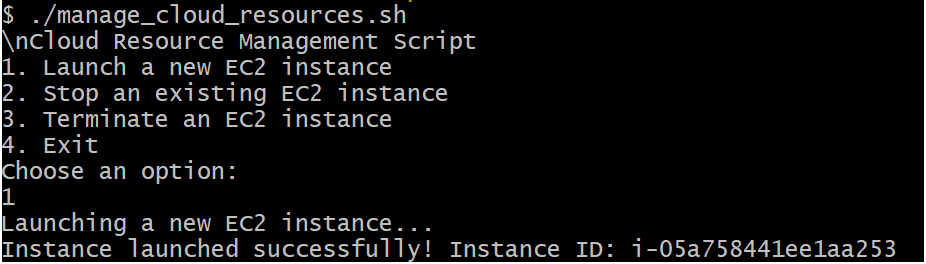 $ ./manage_cloud_resources.sh
\nCloud Resource Management Script
1. Launch a new EC2 instance
2. Stop an existing EC2 instance
3. Terminate an EC2 instance
4. Exit
Choose an option:
1
Launching a new EC2 instance...
Instance launched successfully! Instance ID: i-05a758441ee1aa253